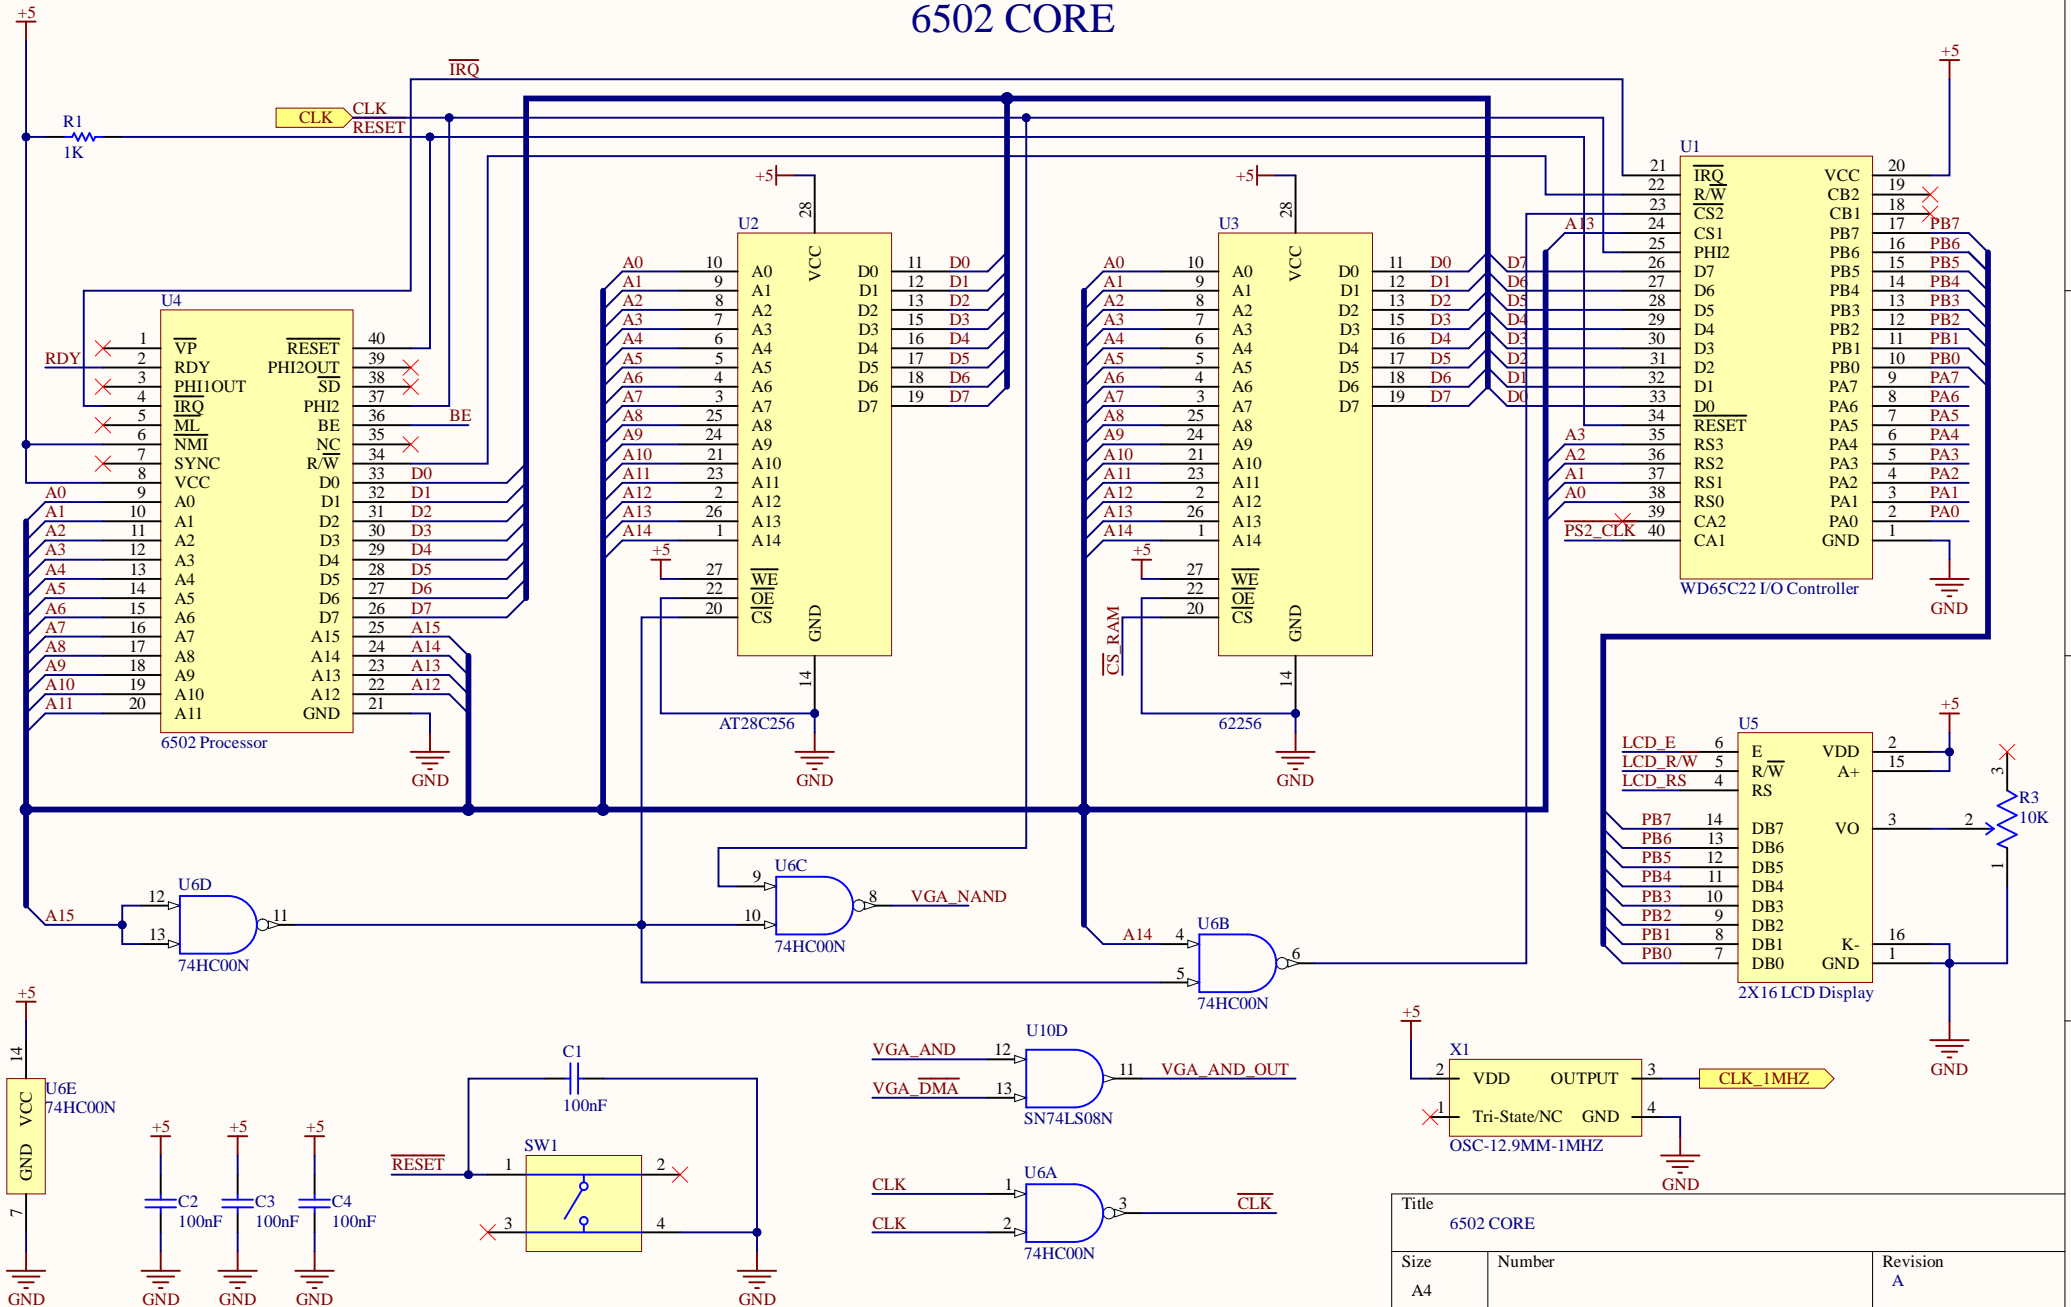 6502 CORE
+5
IRQ
CLK
CLK
RESET
R1
1K
+5
U4
6502 Processor
1 VP
2 RDY
RDY
3 PHI1OUT
4 IRQ
5 ML
6 NMI
7 SYNC
8 VCC
A0 9 A0
A1 10 A1
A2 11 A2
A3 12 A3
A4 13 A4
A5 14 A5
A6 15 A6
A7 16 A7
A8 17 A8
A9 18 A9
A10 19 A10
A11 20 A11
RESET 40
PHI2OUT 39
SD 38
PHI2 37
BE 36 BE
NC 35
R/W 34
D0 33 D0
D1 32 D1
D2 31 D2
D3 30 D3
D4 29 D4
D5 28 D5
D6 27 D6
D7 26 D7
A15 25 A15
A14 24 A14
A13 23 A13
A12 22 A12
GND 21
GND
+5
28
U2
VCC
A0 10 A0
A1 9 A1
A2 8 A2
A3 7 A3
A4 6 A4
A5 5 A5
A6 4 A6
A7 3 A7
A8 25 A8
A9 24 A9
A10 21 A10
A11 23 A11
A12 2 A12
A13 26 A13
A14 1 A14
+5
27 WE
22 OE
20 CS
D0 11 D0
D1 12 D1
D2 13 D2
D3 15 D3
D4 16 D4
D5 17 D5
D6 18 D6
D7 19 D7
GND
14
AT28C256
GND
+5
28
U3
VCC
A0 10 A0
A1 9 A1
A2 8 A2
A3 7 A3
A4 6 A4
A5 5 A5
A6 4 A6
A7 3 A7
A8 25 A8
A9 24 A9
A10 21 A10
A11 23 A11
A12 2 A12
A13 26 A13
A14 1 A14
+5
27 WE
22 OE
20 CS
CS_RAM
D0 11 D0
D1 12 D1
D2 13 D2
D3 15 D3
D4 16 D4
D5 17 D5
D6 18 D6
D7 19 D7
GND
14
62256
GND
U1
21 IRQ
22 R/W
23 CS2
A13 24 CS1
25 PHI2
D7 26 D7
D6 27 D6
D5 28 D5
D4 29 D4
D3 30 D3
D2 31 D2
D1 32 D1
D0 33 D0
34 RESET
A3 35 RS3
A2 36 RS2
A1 37 RS1
A0 38 RS0
39 CA2
PS2_CLK 40 CA1
VCC 20
CB2 19
CB1 18
PB7 17 PB7
PB6 16 PB6
PB5 15 PB5
PB4 14 PB4
PB3 13 PB3
PB2 12 PB2
PB1 11 PB1
PB0 10 PB0
PA7 9 PA7
PA6 8 PA6
PA5 7 PA5
PA4 6 PA4
PA3 5 PA3
PA2 4 PA2
PA1 3 PA1
PA0 2 PA0
GND 1
WD65C22 I/O Controller
GND
U5
LCD_E 6 E
LCD_R/W 5 R/W
LCD_RS 4 RS
PB7 14 DB7
PB6 13 DB6
PB5 12 DB5
PB4 11 DB4
PB3 10 DB3
PB2 9 DB2
PB1 8 DB1
PB0 7 DB0
VDD 2
A+ 15
VO 3
K- 16
GND 1
+5
2X16 LCD Display
3
2
1
R3
10K
GND
A15
U6D
12
13
11
74HC00N
U6C
9
10
8
VGA_NAND
74HC00N
A14
U6B
4
5
6
74HC00N
+5
14
U6E
74HC00N
VCC
GND
7
GND
+5
C2
100nF
GND
+5
C3
100nF
GND
+5
C4
100nF
GND
C1
100nF
SW1
RESET
1
2
3
4
GND
U10D
VGA_AND 12
VGA_DMA 13
11 VGA_AND_OUT
SN74LS08N
U6A
CLK 1
CLK 2
3 CLK
74HC00N
+5
X1
2 VDD
OUTPUT 3
CLK_1MHZ
1 Tri-State/NC
GND 4
OSC-12.9MM-1MHZ
GND
Title
6502 CORE
Size
A4
Number
Revision
A